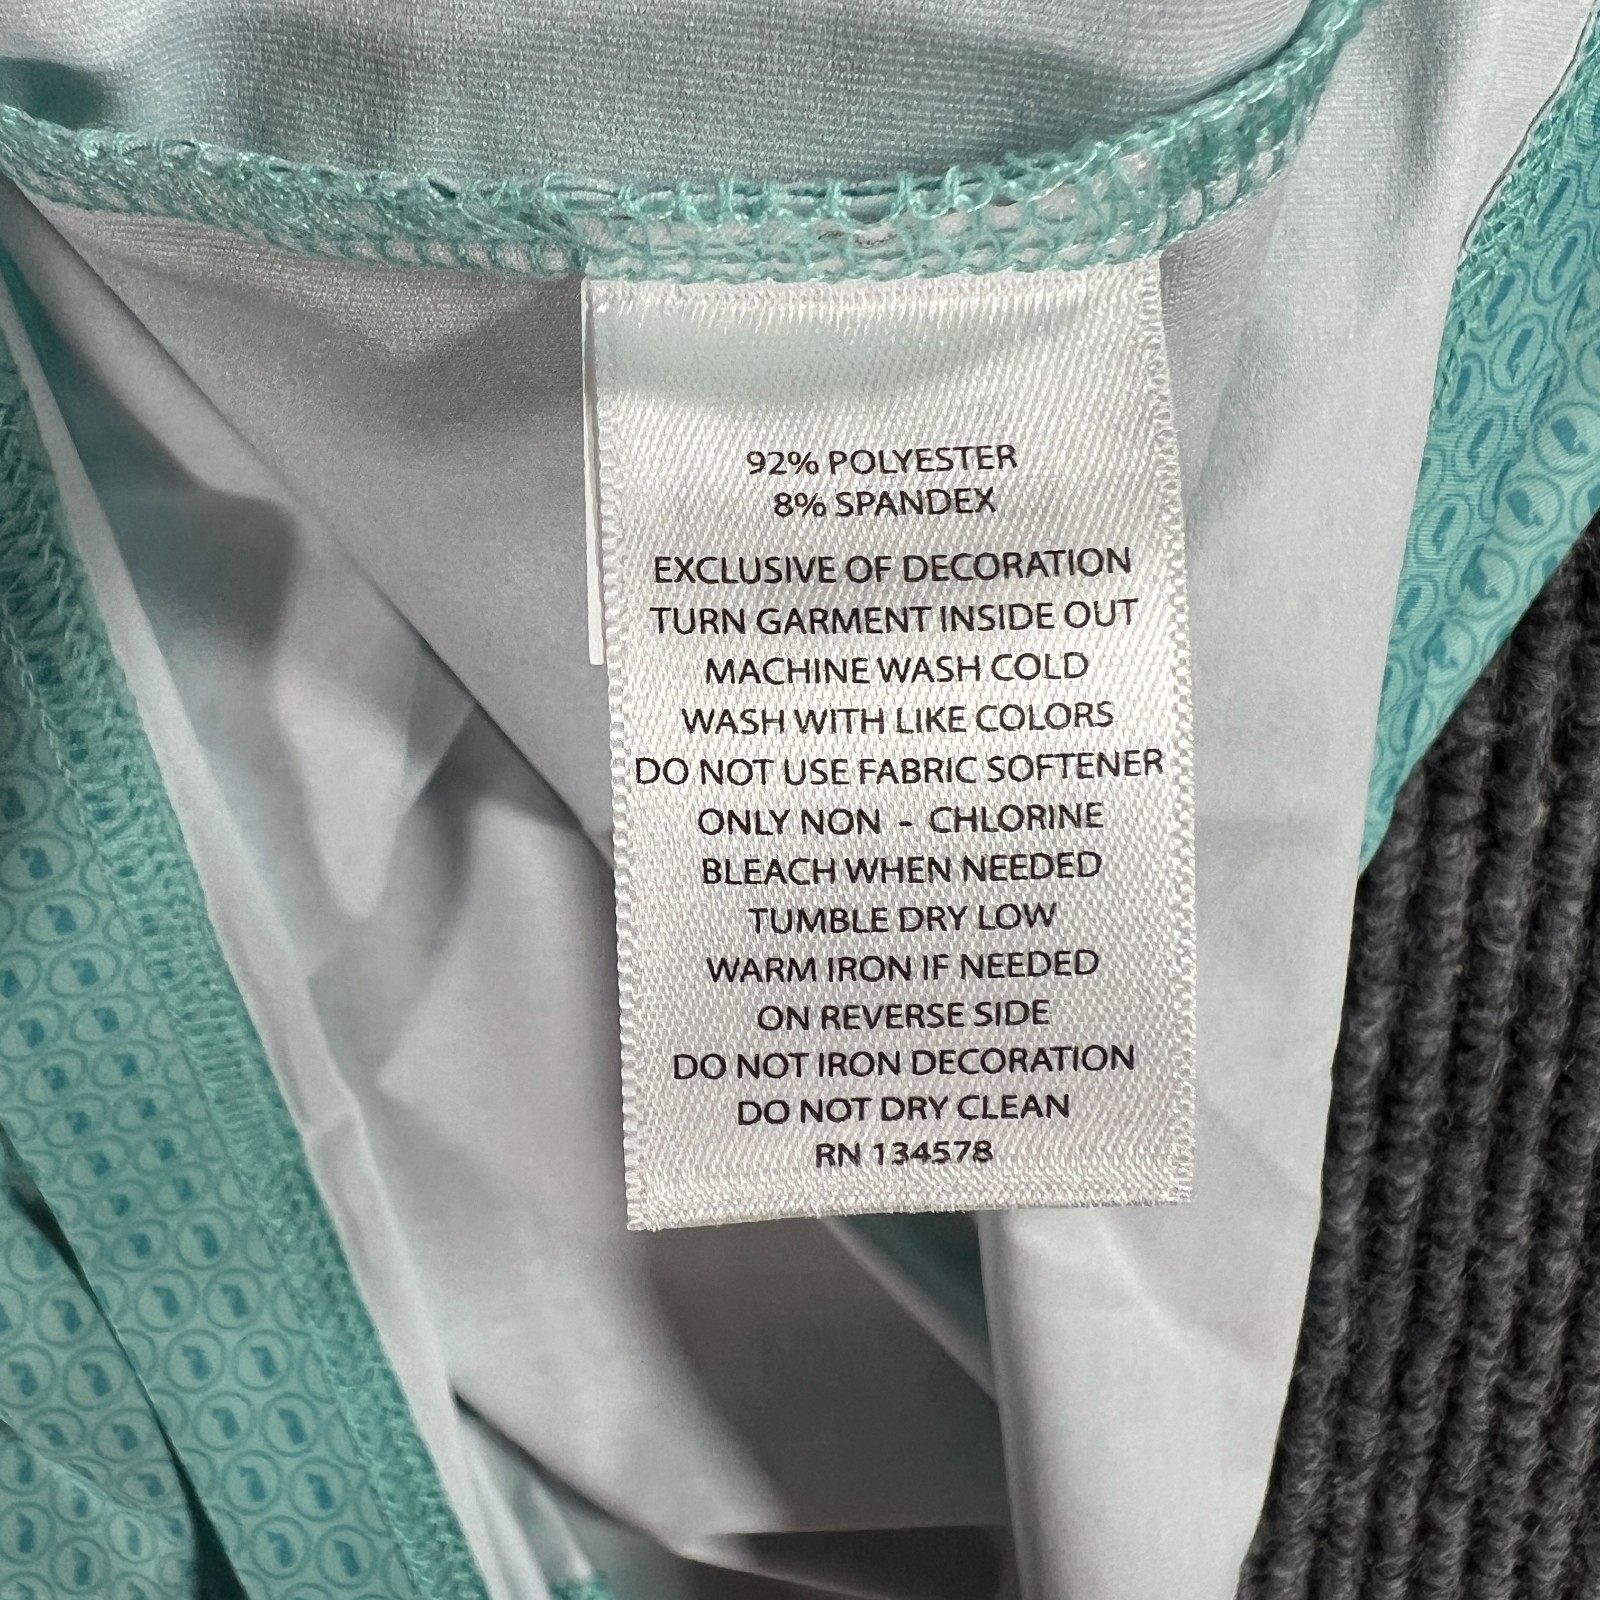 92% POLYESTER
8% SPANDEX
EXCLUSIVE OF DECORATION
TURN GARMENT INSIDE OUT
MACHINE WASH COLD
WASH WITH LIKE COLORS
DO NOT USE FABRIC SOFTENER
ONLY NON - CHLORINE
BLEACH WHEN NEEDED
TUMBLE DRY LOW
WARM IRON IF NEEDED
ON REVERSE SIDE
DO NOT IRON DECORATION
DO NOT DRY CLEAN
RN 134578